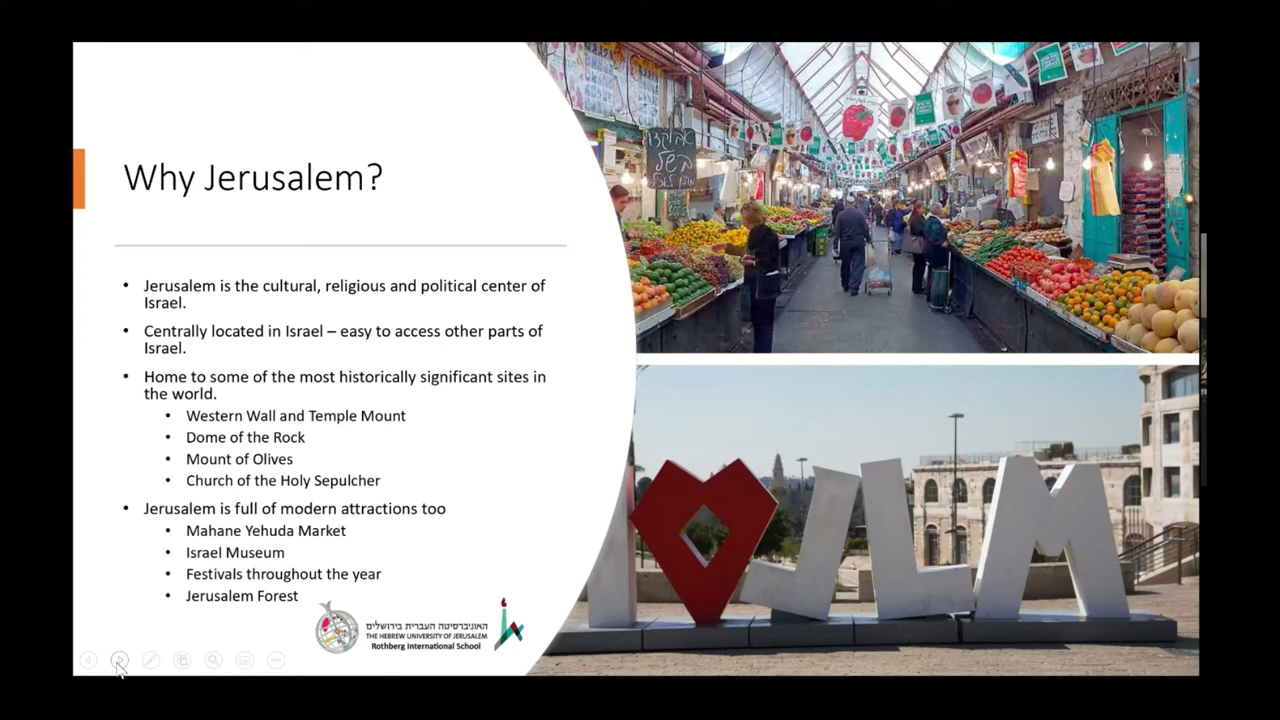 Why Jerusalem?
• Jerusalem is the cultural, religious and political center of
Israel.
• Centrally located in Israel – easy to access other parts of
Israel.
• Home to some of the most historically significant sites in
the world.
• Western Wall and Temple Mount
• Dome of the Rock
• Mount of Olives
• Church of the Holy Sepulcher
• Jerusalem is full of modern attractions too
• Mahane Yehuda Market
• Israel Museum
• Festivals throughout the year
• Jerusalem Forest
האוניברסיטה העברית בירושלים
THE HEBREW UNIVERSITY OF JERUSALEM
Rothberg International School
אבוקדו
בשל
JLM